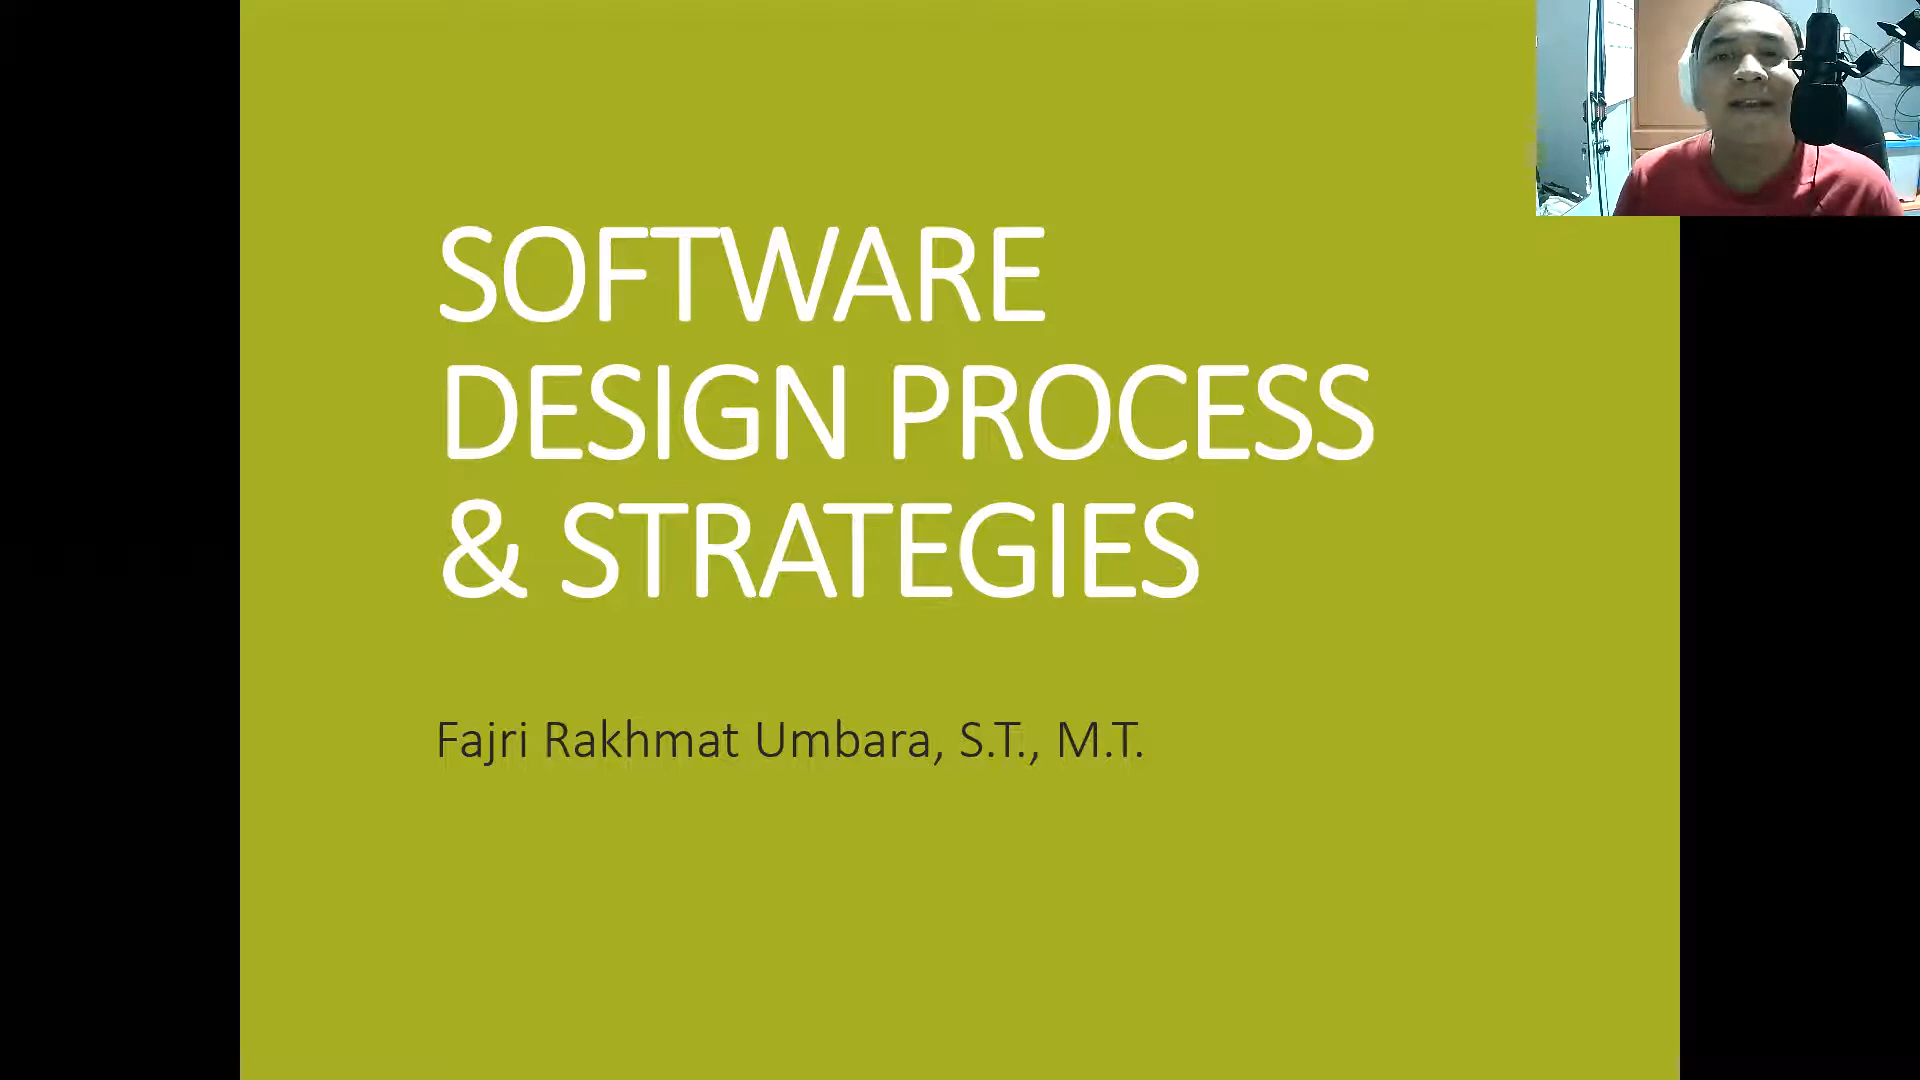 SOFTWARE
DESIGN PROCESS
& STRATEGIES
Fajri Rakhmat Umbara, S.T., M.T.